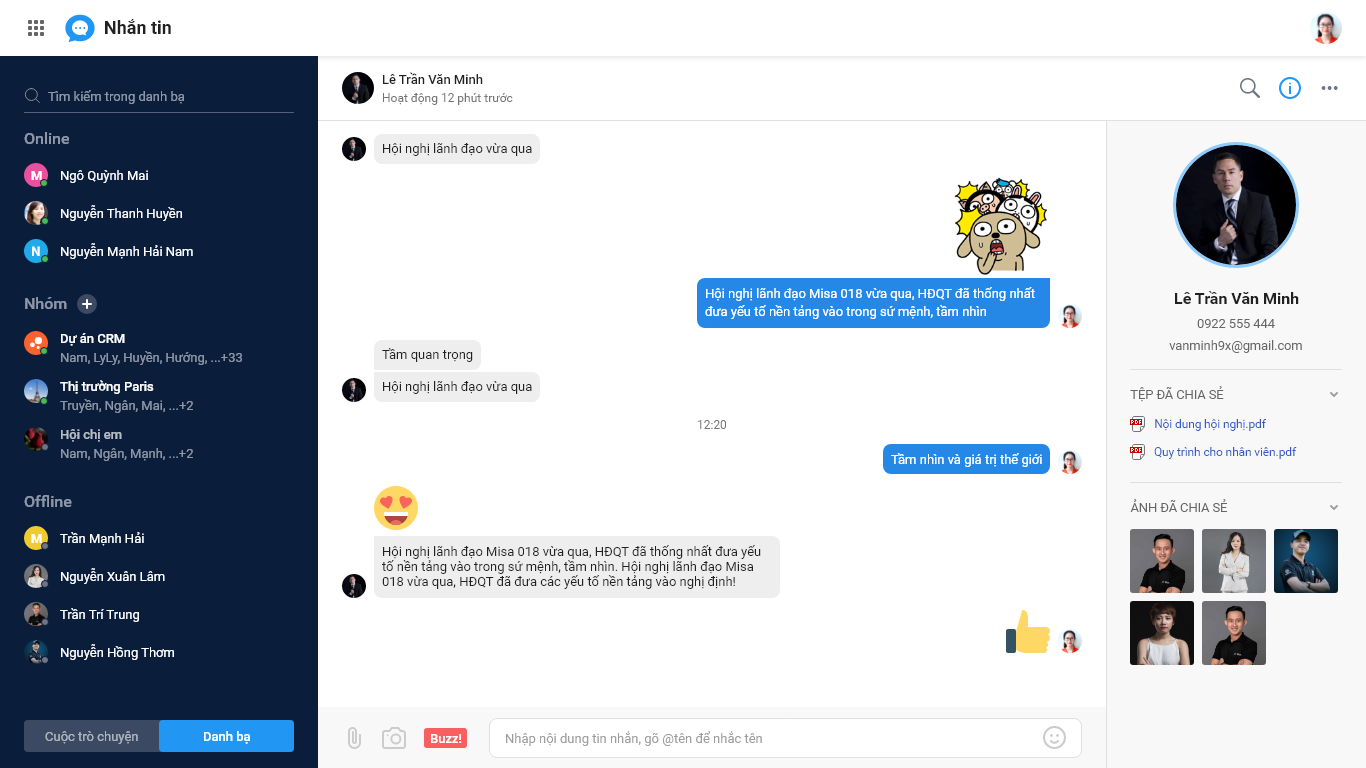 Nhắn tin
Tìm kiếm trong danh bạ
Online
M
Ngô Quỳnh Mai
Nguyễn Thanh Huyền
N
Nguyễn Mạnh Hải Nam
Nhóm
Dự án CRM
Nam, LyLy, Huyền, Hướng, ...+33
Thị trường Paris
Truyền, Ngân, Mai, ...+2
Hội chị em
Nam, Ngân, Mạnh, ...+2
Offline
M
Trần Mạnh Hải
Nguyễn Xuân Lâm
Trần Trí Trung
Nguyễn Hồng Thơm
Cuộc trò chuyện
Danh bạ
Lê Trần Văn Minh
Hoạt động 12 phút trước
Hội nghị lãnh đạo vừa qua
Hội nghị lãnh đạo Misa 018 vừa qua, HĐQT đã thống nhất
đưa yếu tố nền tảng vào trong sứ mệnh, tầm nhìn
Tầm quan trọng
Hội nghị lãnh đạo vừa qua
12:20
Tầm nhìn và giá trị thế giới
Hội nghị lãnh đạo Misa 018 vừa qua, HĐQT đã thống nhất đưa yếu
tố nền tảng vào trong sứ mệnh, tầm nhìn. Hội nghị lãnh đạo Misa
018 vừa qua, HĐQT đã đưa các yếu tố nền tảng vào nghị định!
Buzz!
Nhập nội dung tin nhắn, gõ @tên để nhắc tên
Lê Trần Văn Minh
0922 555 444
vanminh9x@gmail.com
TỆP ĐÃ CHIA SẺ
PDF
Nội dung hội nghị.pdf
PDF
Quy trình cho nhân viên.pdf
ẢNH ĐÃ CHIA SẺ